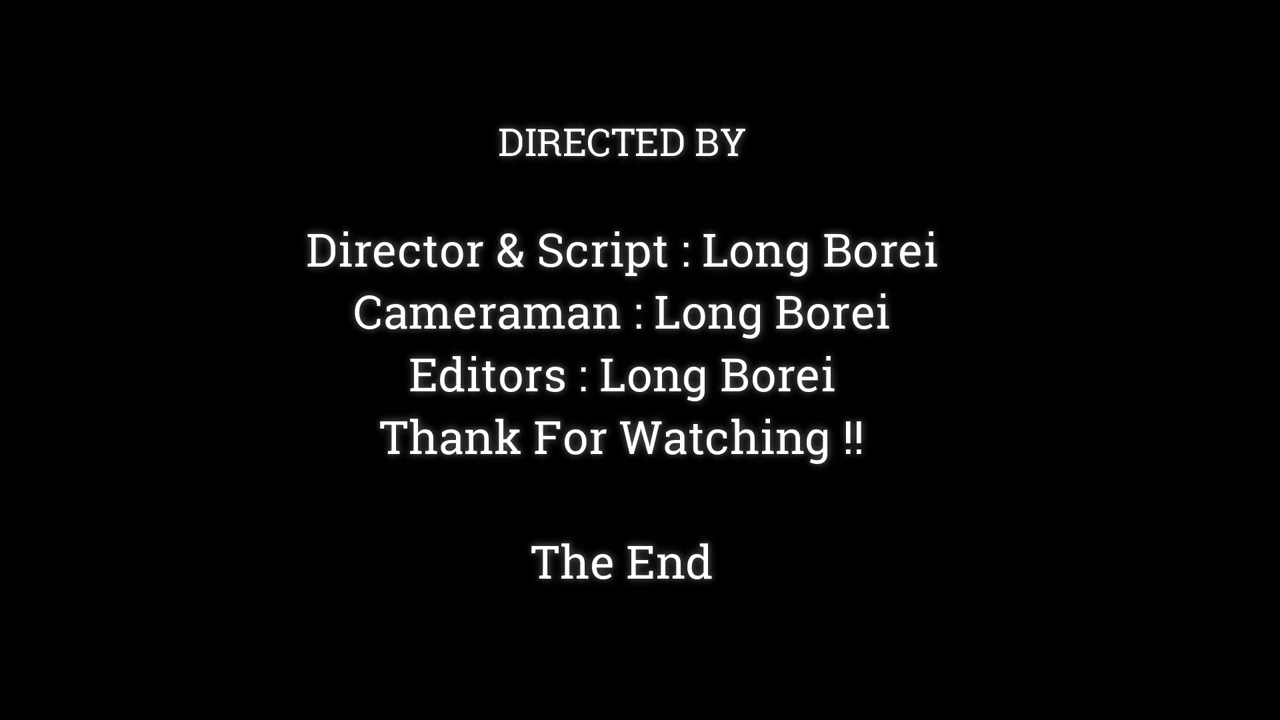 DIRECTED BY
Director & Script : Long Borei
Cameraman : Long Borei
Editors : Long Borei
Thank For Watching !!
The End